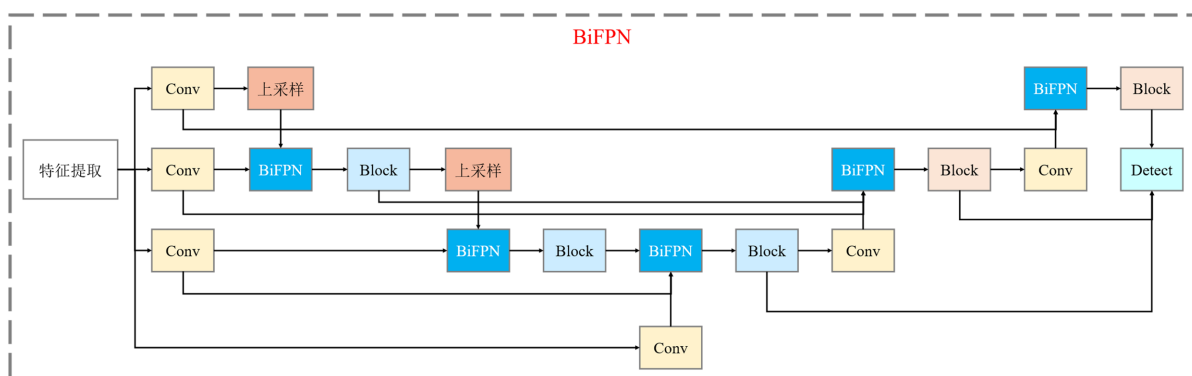 BiFPN
Conv
上采样
BiFPN
Block
特征提取
Conv
BiFPN
Block
上采样
BiFPN
Block
Conv
Detect
Conv
BiFPN
Block
BiFPN
Block
Conv
Conv